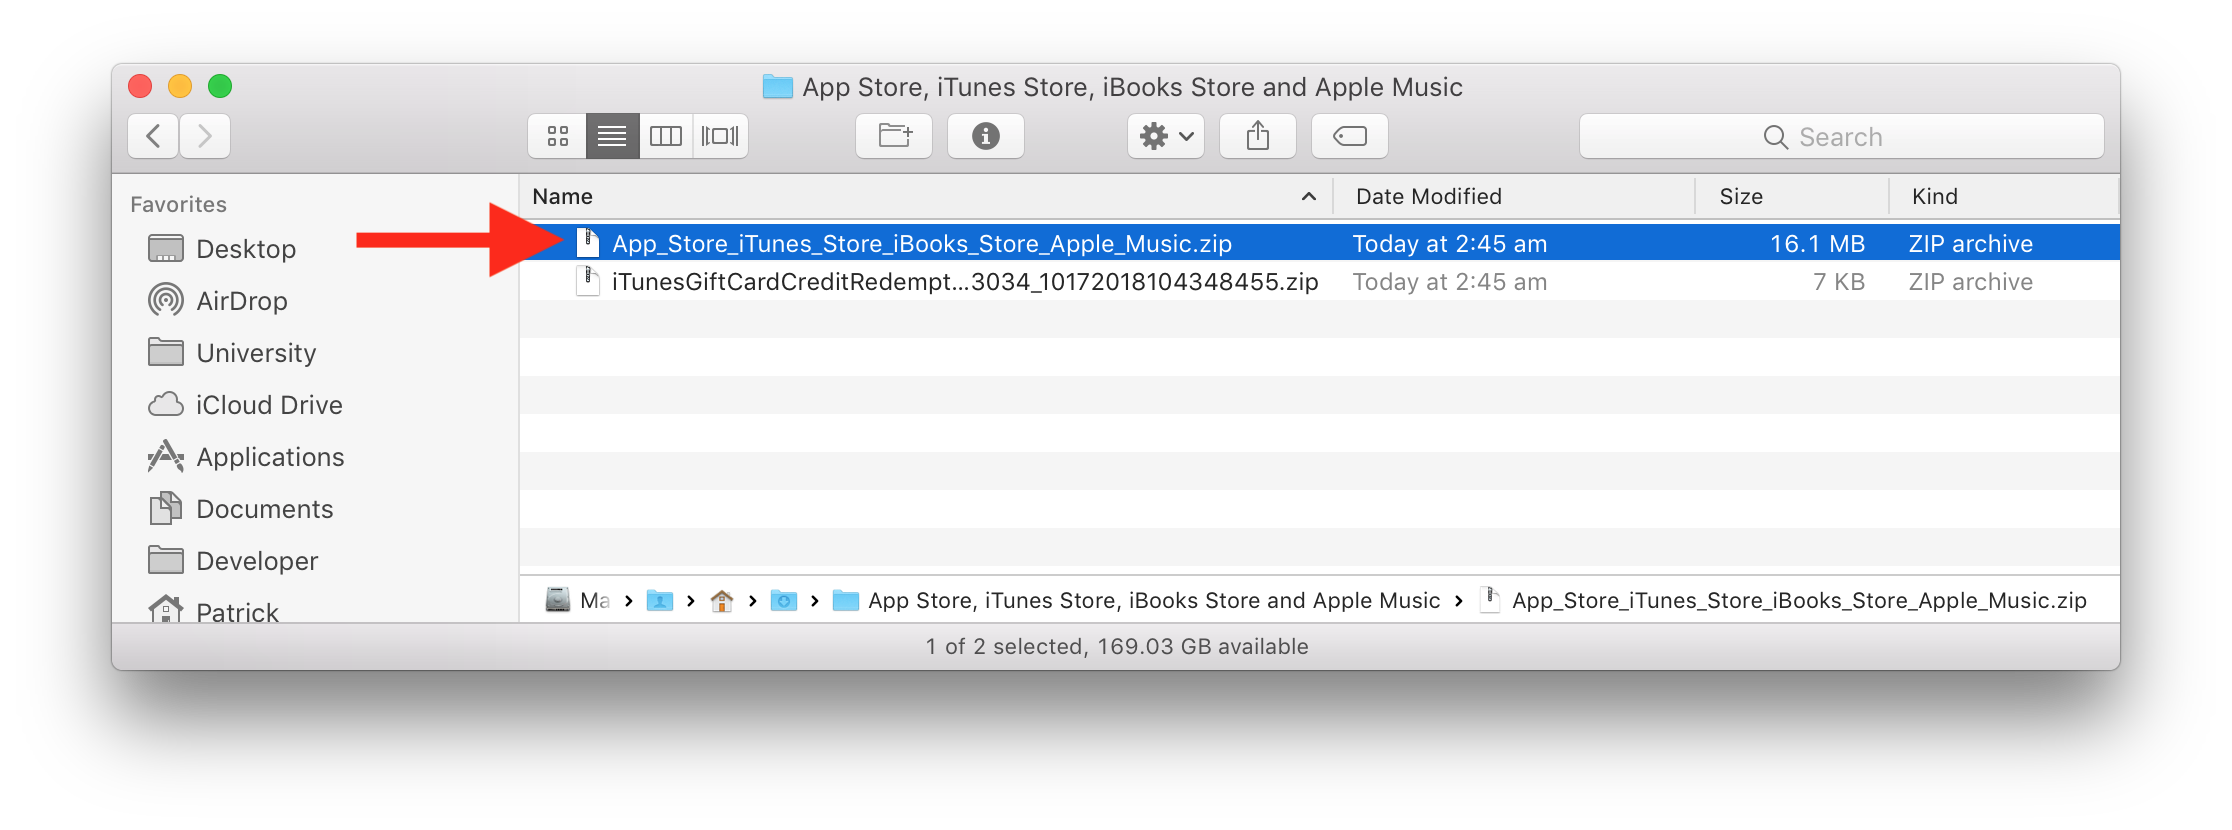 App Store, iTunes Store, iBooks Store and Apple Music
Search
Favorites
Desktop
AirDrop
University
iCloud Drive
Applications
Documents
Developer
Patrick
Name Date Modified Size Kind
App_Store_iTunes_Store_iBooks_Store_Apple_Music.zip Today at 2:45 am 16.1 MB ZIP archive
iTunesGiftCardCreditRedempt...3034_10172018104348455.zip Today at 2:45 am 7 KB ZIP archive
Ma › › › › App Store, iTunes Store, iBooks Store and Apple Music › App_Store_iTunes_Store_iBooks_Store_Apple_Music.zip
1 of 2 selected, 169.03 GB available